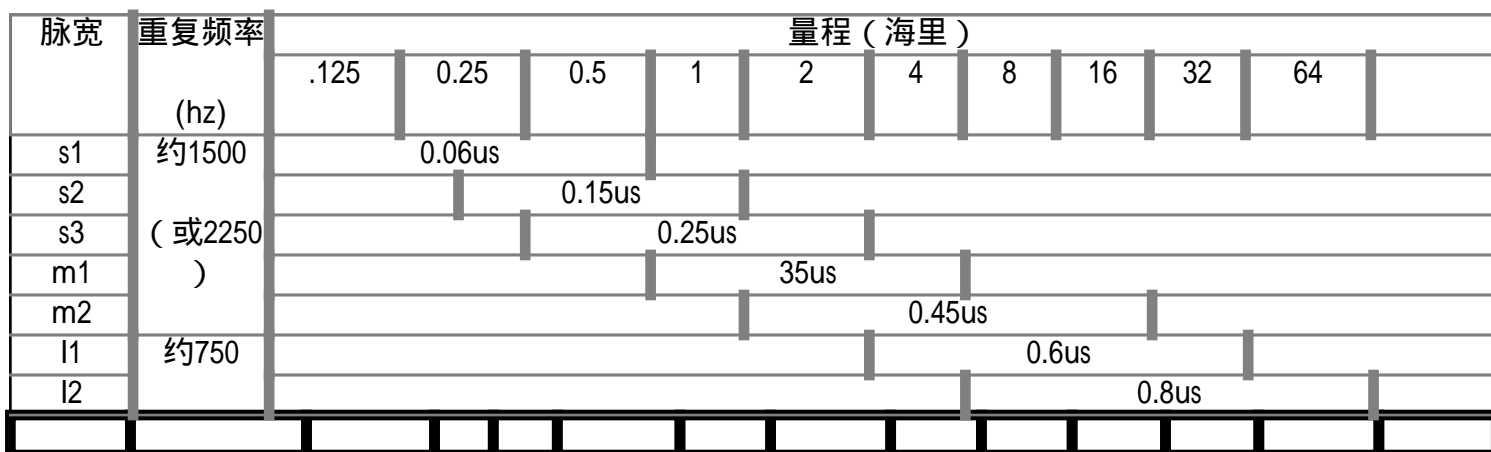 脉宽 重复频率 量程（海里）
.125 0.25 0.5 1 2 4 8 16 32 64
(hz)
s1 约1500 0.06us
s2 0.15us
s3 （或2250 0.25us
m1 ） 35us
m2 0.45us
l1 约750 0.6us
l2 0.8us